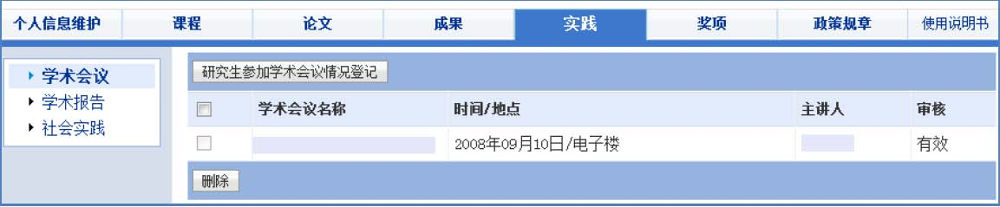 个人信息维护 课程 论文 成果 实践 奖项 政策规章 使用说明书
学术会议
学术报告
社会实践
研究生参加学术会议情况登记
学术会议名称 时间/地点 主讲人 审核
2008年09月10日/电子楼 有效
删除